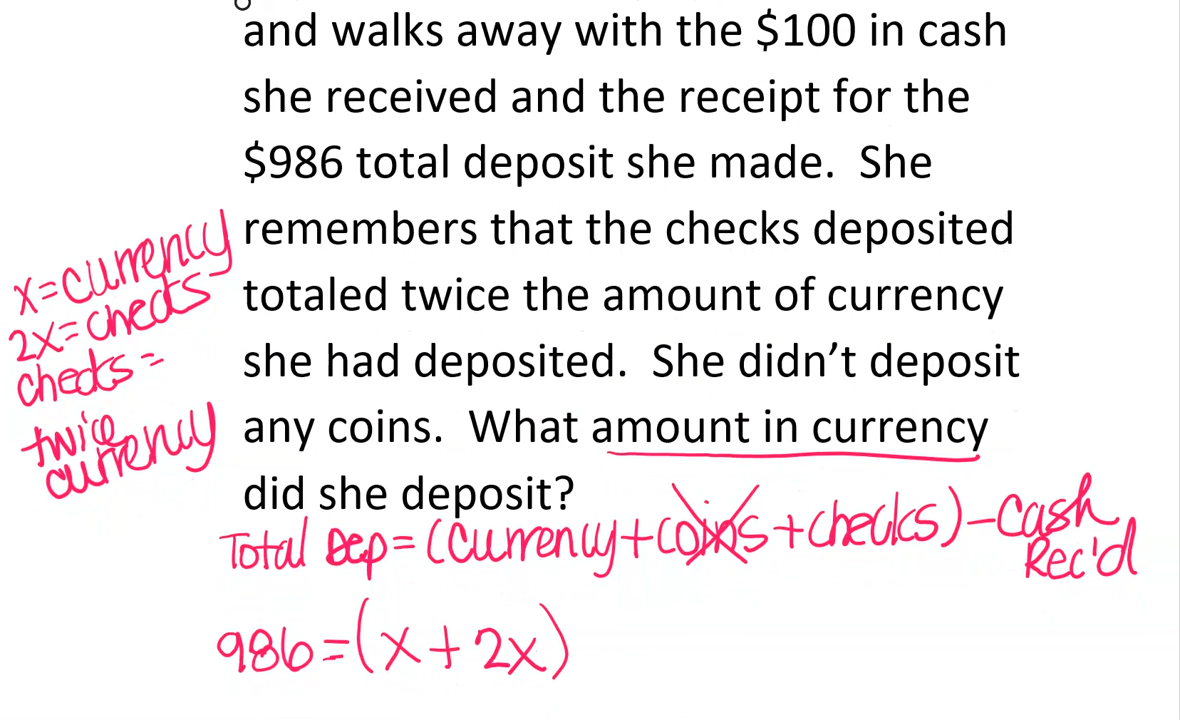 and walks away with the $100 in cash
she received and the receipt for the
$986 total deposit she made. She
remembers that the checks deposited
totaled twice the amount of currency
she had deposited. She didn’t deposit
any coins. What amount in currency
did she deposit?
x=currency
2x=checks
checks =
twice
currency
Total Dep = (Currency + coins + checks) - Cash
Rec'd
986 = (x + 2x)